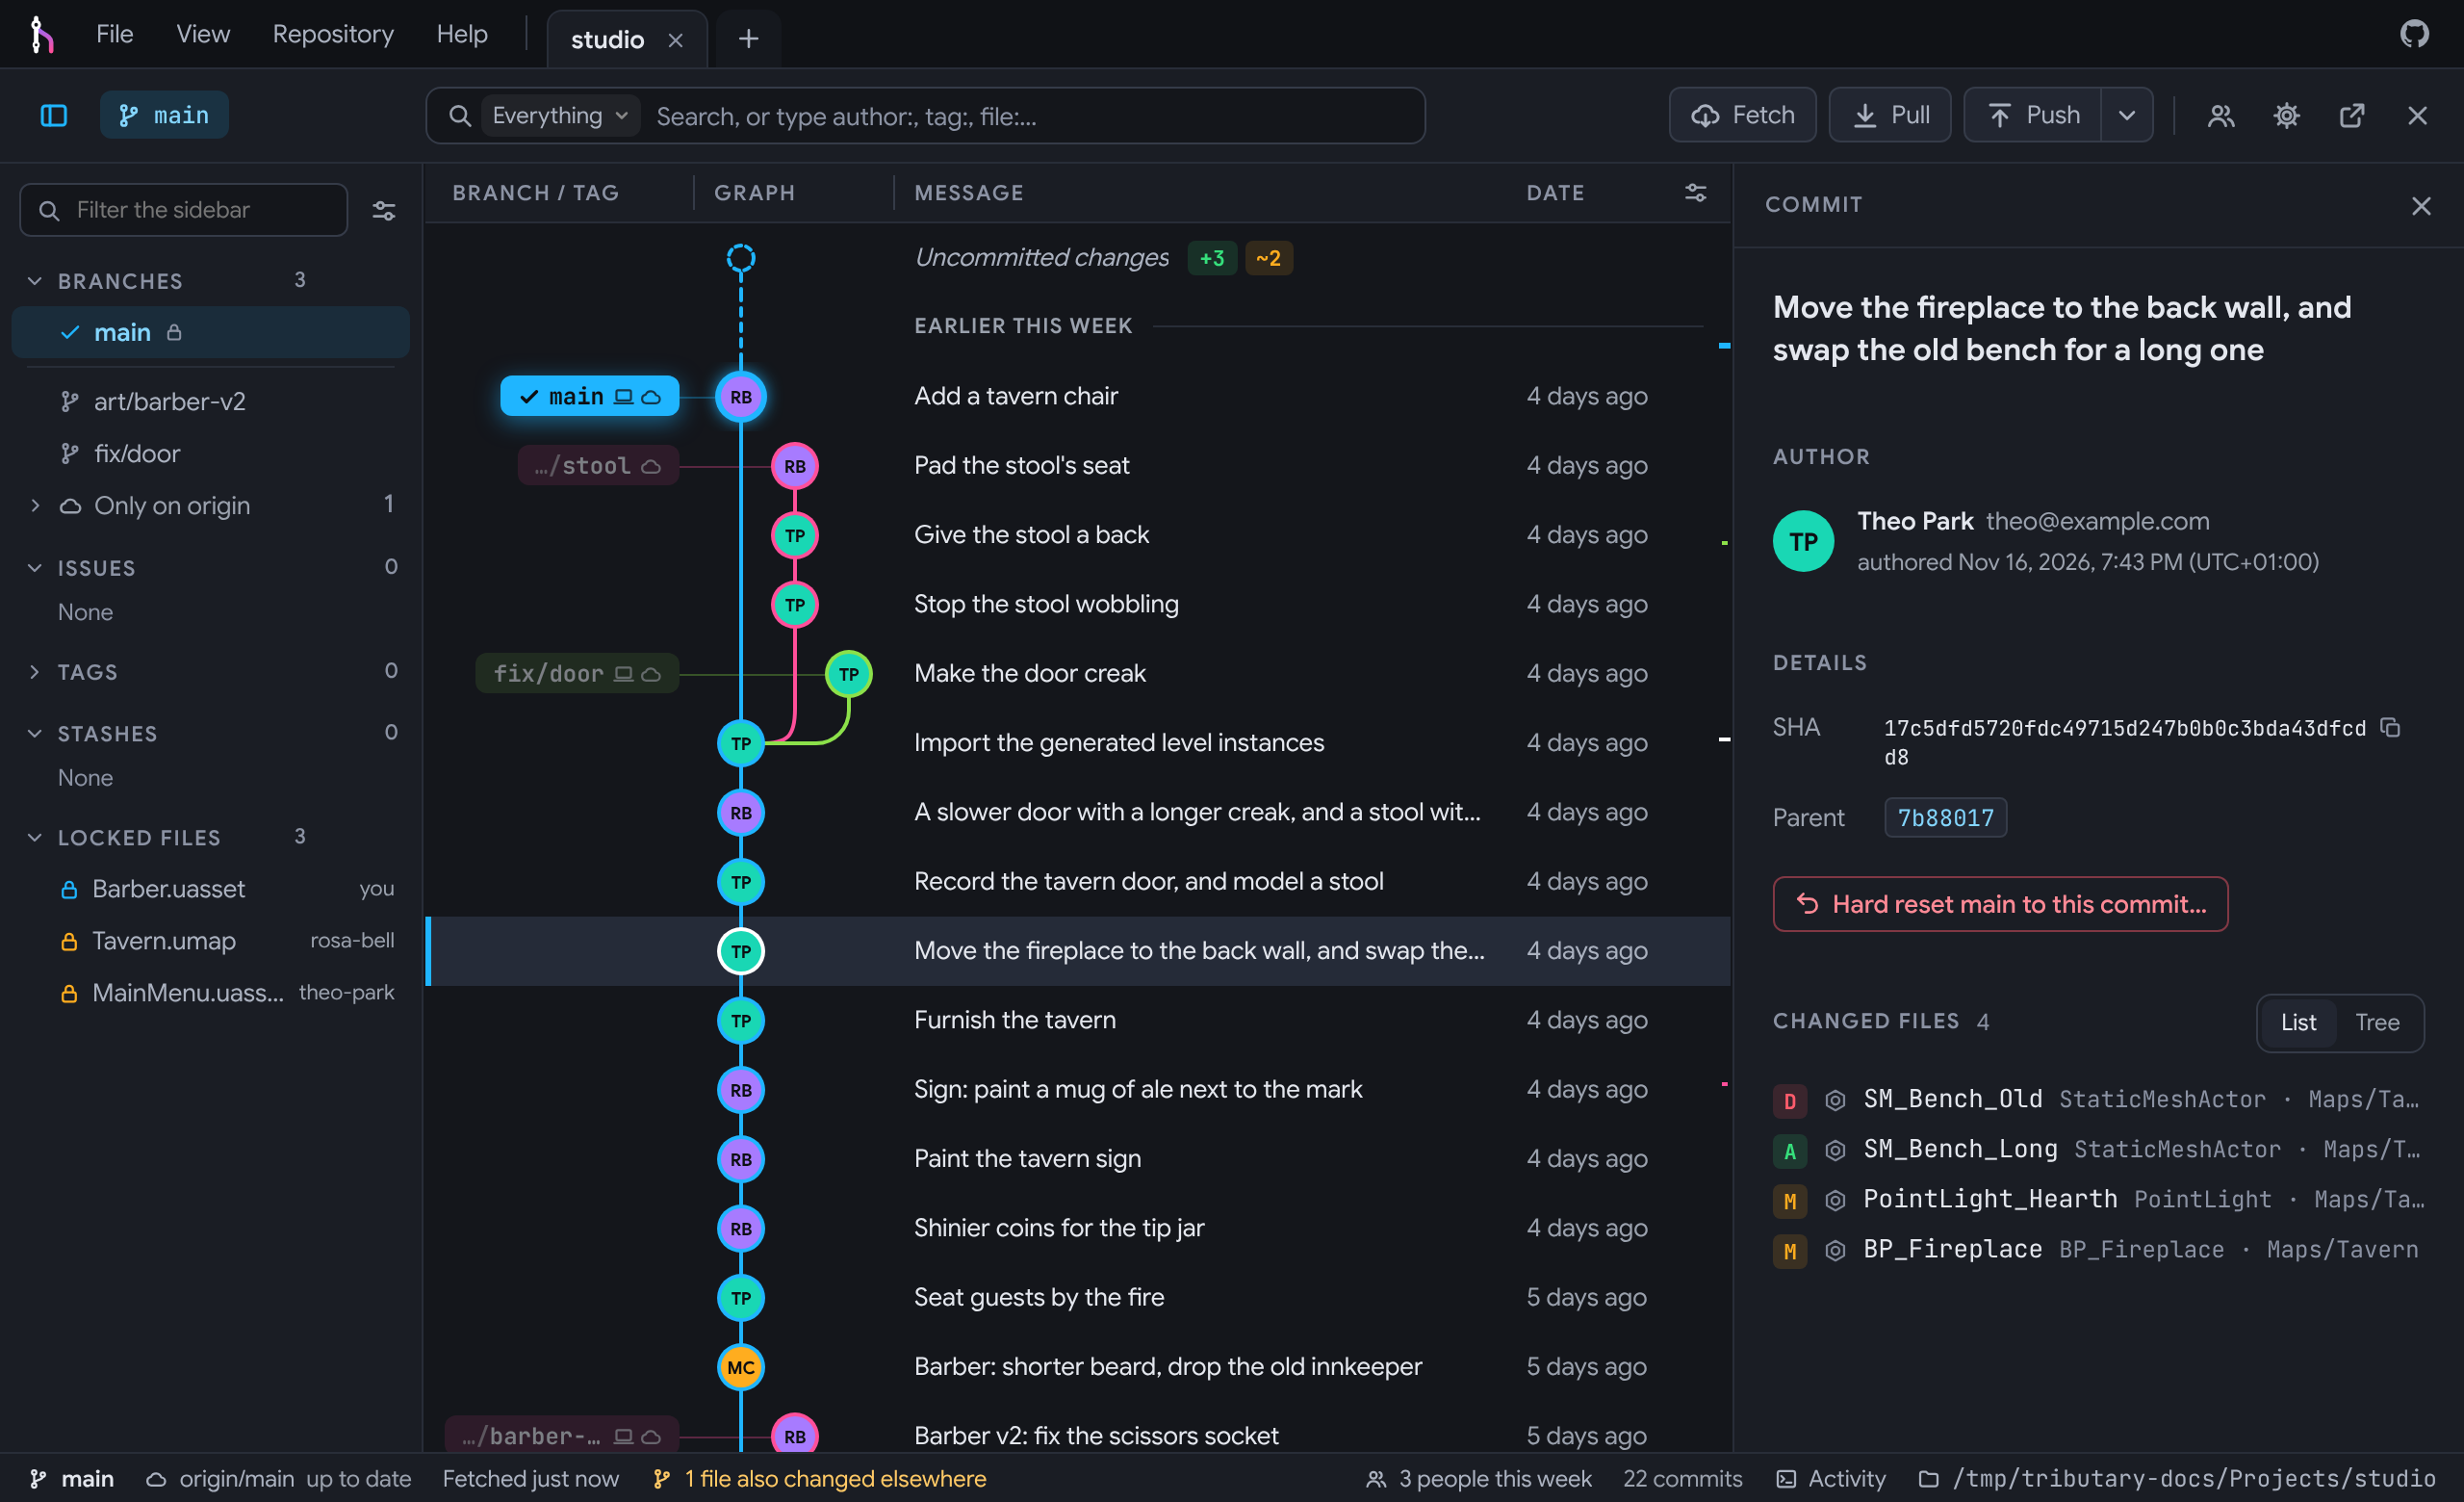 File View Repository Help studio
main Everything Search, or type author:, tag:, file:... Fetch Pull Push
Filter the sidebar
BRANCHES 3
main
art/barber-v2
fix/door
Only on origin 1
ISSUES 0
None
TAGS 0
STASHES 0
None
LOCKED FILES 3
Barber.uasset you
Tavern.umap rosa-bell
MainMenu.uass... theo-park
BRANCH / TAG GRAPH MESSAGE DATE
Uncommitted changes +3 ~2
EARLIER THIS WEEK
main RB Add a tavern chair 4 days ago
.../stool RB Pad the stool's seat 4 days ago
TP Give the stool a back 4 days ago
TP Stop the stool wobbling 4 days ago
fix/door TP Make the door creak 4 days ago
TP Import the generated level instances 4 days ago
RB A slower door with a longer creak, and a stool wit... 4 days ago
TP Record the tavern door, and model a stool 4 days ago
TP Move the fireplace to the back wall, and swap the... 4 days ago
TP Furnish the tavern 4 days ago
RB Sign: paint a mug of ale next to the mark 4 days ago
RB Paint the tavern sign 4 days ago
RB Shinier coins for the tip jar 4 days ago
TP Seat guests by the fire 5 days ago
MC Barber: shorter beard, drop the old innkeeper 5 days ago
.../barber-... RB Barber v2: fix the scissors socket 5 days ago
COMMIT
Move the fireplace to the back wall, and
swap the old bench for a long one
AUTHOR
TP Theo Park theo@example.com
authored Nov 16, 2026, 7:43 PM (UTC+01:00)
DETAILS
SHA 17c5dfd5720fdc49715d247b0b0c3bda43dfcd
d8
Parent 7b88017
Hard reset main to this commit...
CHANGED FILES 4 List Tree
D SM_Bench_Old StaticMeshActor · Maps/Ta...
A SM_Bench_Long StaticMeshActor · Maps/T...
M PointLight_Hearth PointLight · Maps/Ta...
M BP_Fireplace BP_Fireplace · Maps/Tavern
main origin/main up to date Fetched just now 1 file also changed elsewhere 3 people this week 22 commits Activity /tmp/tributary-docs/Projects/studio